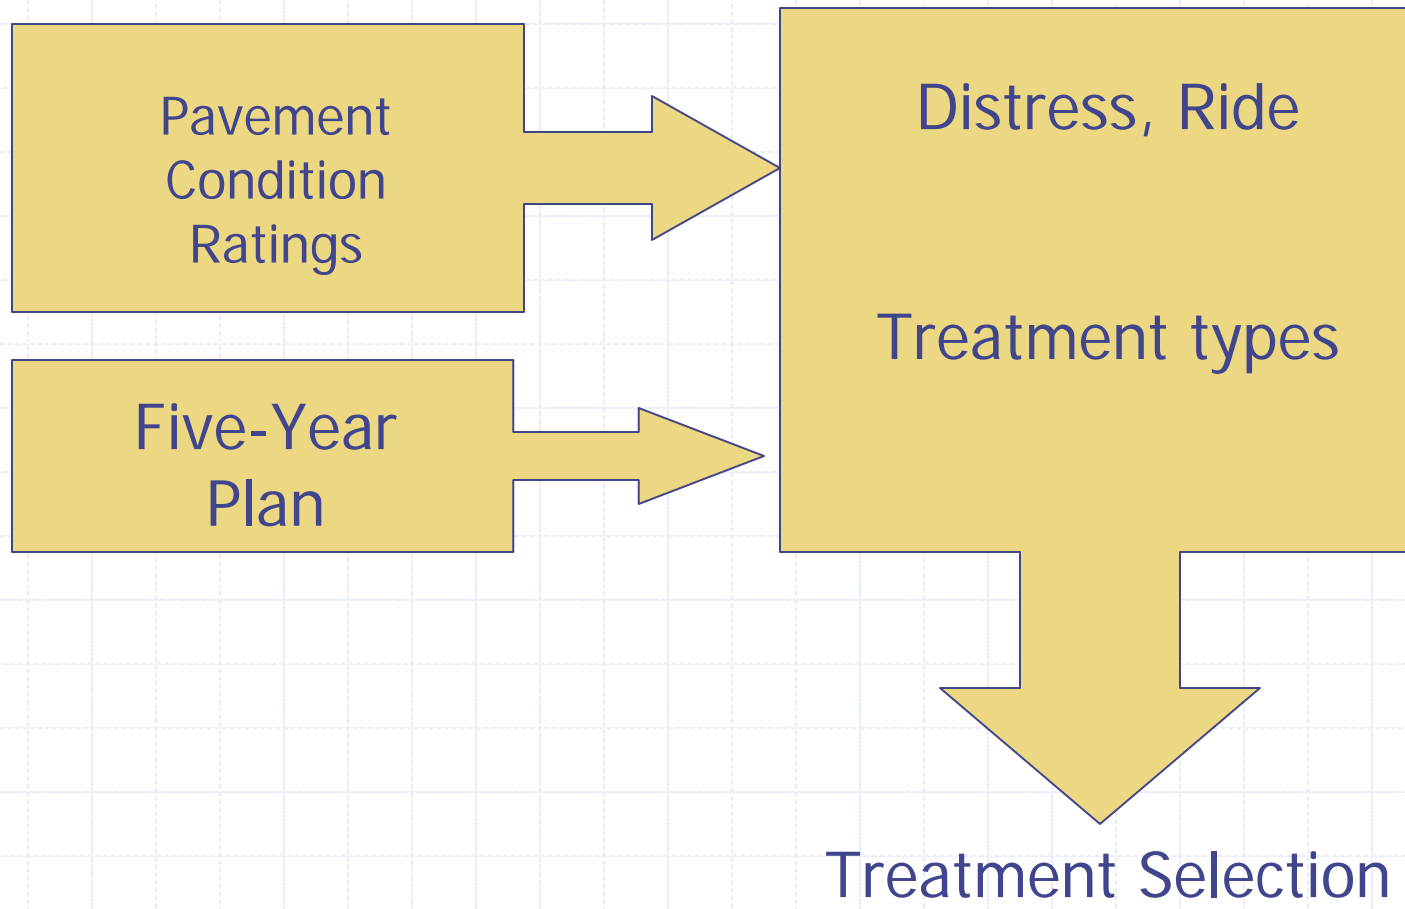 Pavement
Condition
Ratings
Five-Year
Plan
Distress, Ride
Treatment types
Treatment Selection